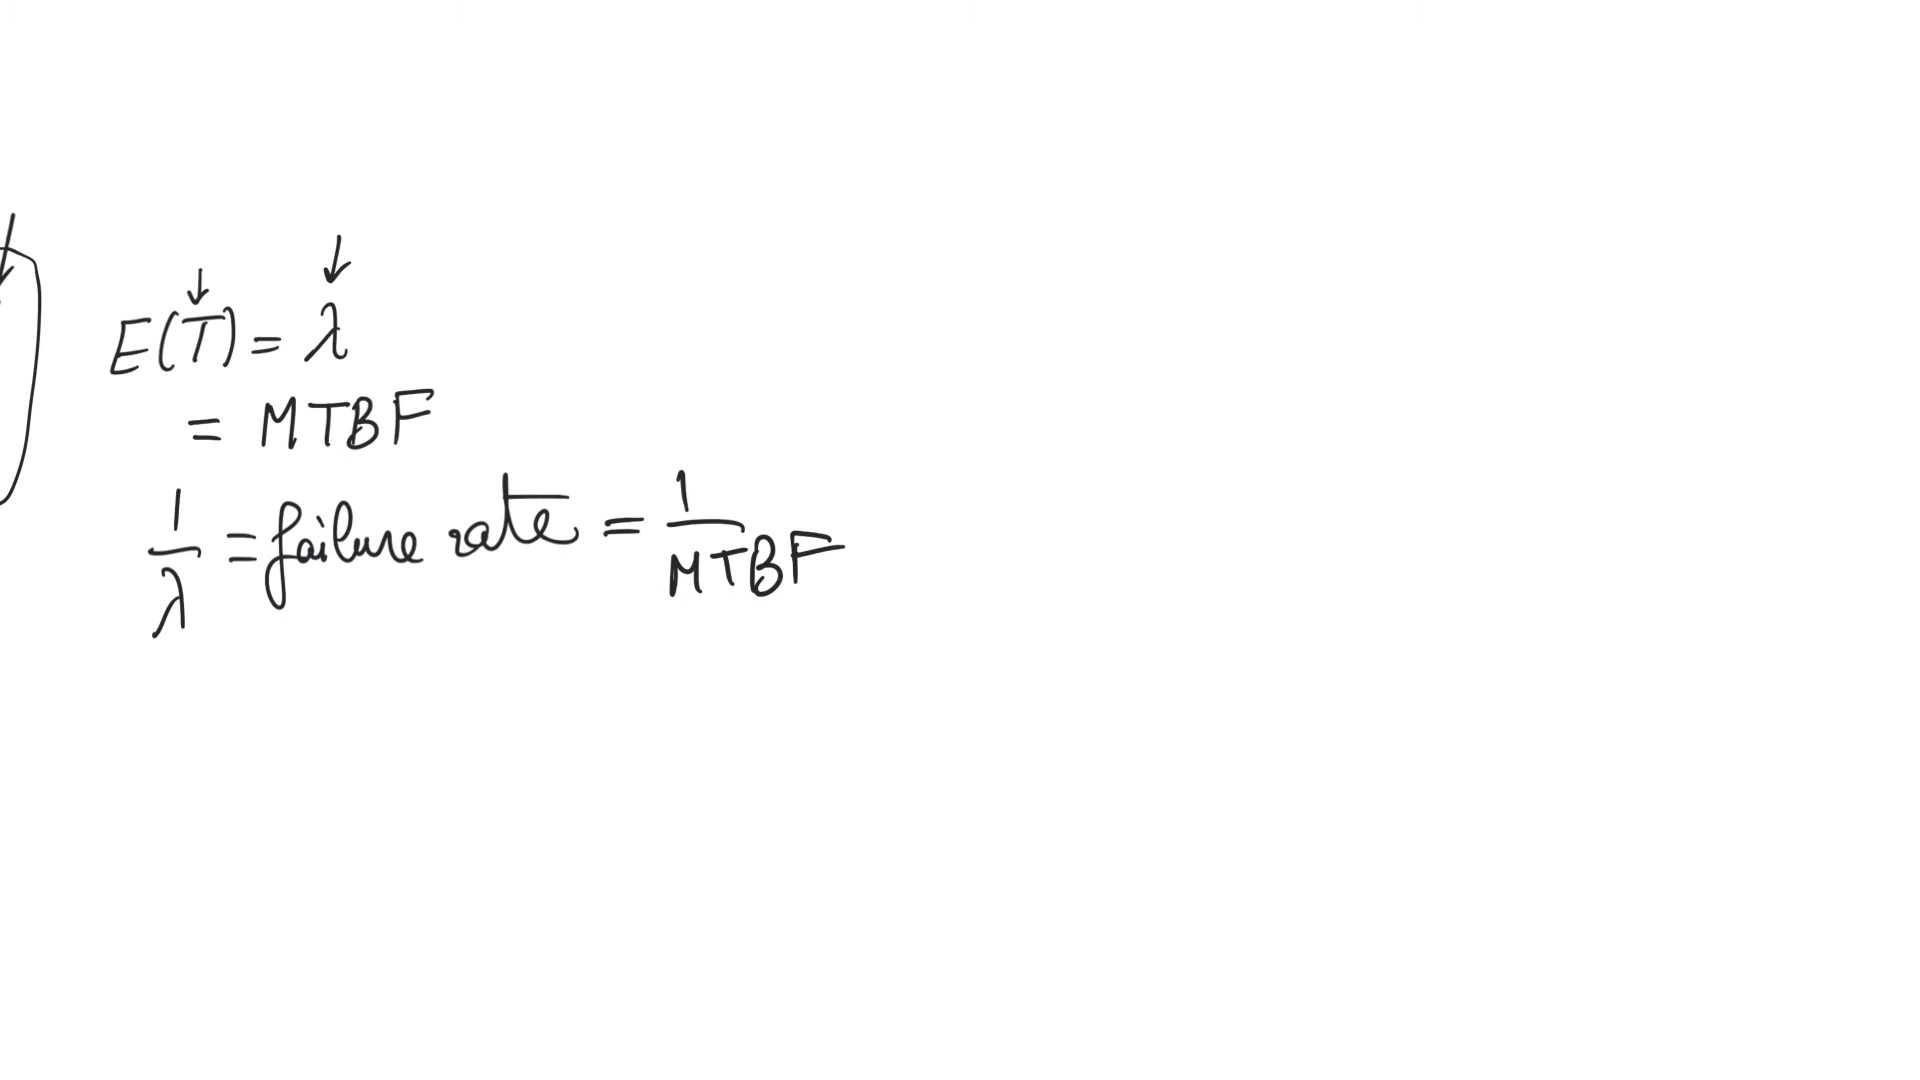 E(T) = λ
= MTBF
1/λ = failure rate = 1/MTBF